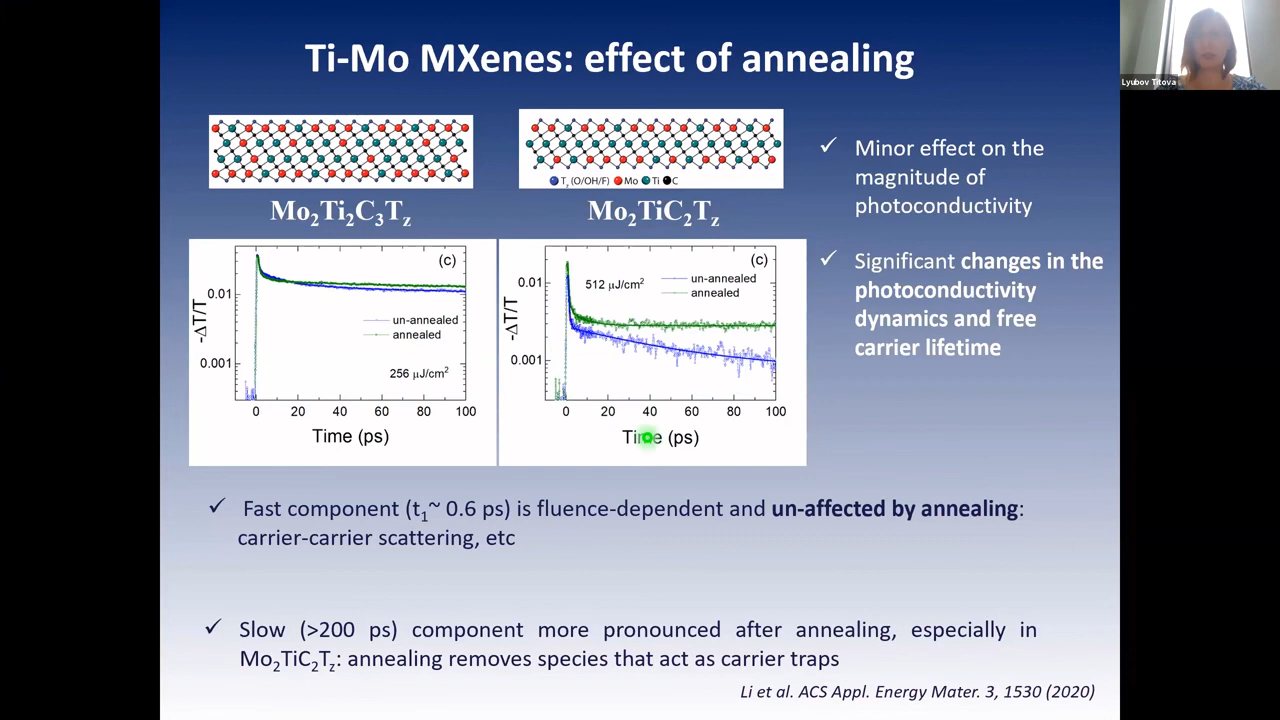 Ti-Mo MXenes: effect of annealing
Lyubov Titova
T₂ (O/OH/F) Mo Ti C
Mo₂Ti₂C₃T_z
Mo₂TiC₂T_z
Minor effect on the
magnitude of
photoconductivity
Significant changes in the
photoconductivity
dynamics and free
carrier lifetime
(c)
-ΔT/T
0.01
0.001
un-annealed
annealed
256 μJ/cm²
0 20 40 60 80 100
Time (ps)
(c)
-ΔT/T
0.01
0.001
512 μJ/cm²
un-annealed
annealed
0 20 40 60 80 100
Time (ps)
Fast component (t₁~ 0.6 ps) is fluence-dependent and un-affected by annealing:
carrier-carrier scattering, etc
Slow (>200 ps) component more pronounced after annealing, especially in
Mo₂TiC₂T_z: annealing removes species that act as carrier traps
Li et al. ACS Appl. Energy Mater. 3, 1530 (2020)